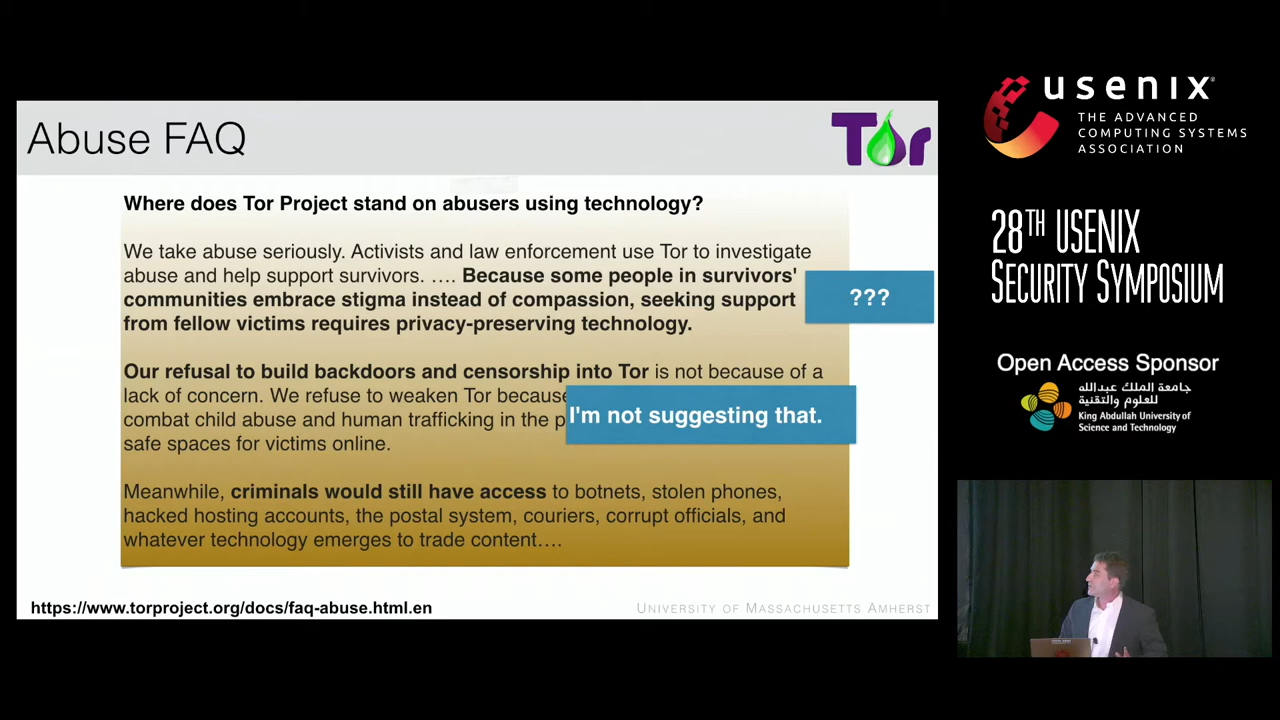 Abuse FAQ
Tor
Where does Tor Project stand on abusers using technology?
We take abuse seriously. Activists and law enforcement use Tor to investigate
abuse and help support survivors. …. Because some people in survivors'
communities embrace stigma instead of compassion, seeking support
from fellow victims requires privacy-preserving technology.
???
Our refusal to build backdoors and censorship into Tor is not because of a
lack of concern. We refuse to weaken Tor because
combat child abuse and human trafficking in the p
safe spaces for victims online.
I'm not suggesting that.
Meanwhile, criminals would still have access to botnets, stolen phones,
hacked hosting accounts, the postal system, couriers, corrupt officials, and
whatever technology emerges to trade content….
https://www.torproject.org/docs/faq-abuse.html.en
UNIVERSITY OF MASSACHUSETTS AMHERST
usenix
THE ADVANCED
COMPUTING SYSTEMS
ASSOCIATION
28TH USENIX
SECURITY SYMPOSIUM
Open Access Sponsor
جامعة الملك عبدالله
للعلوم والتقنية
King Abdullah University of
Science and Technology